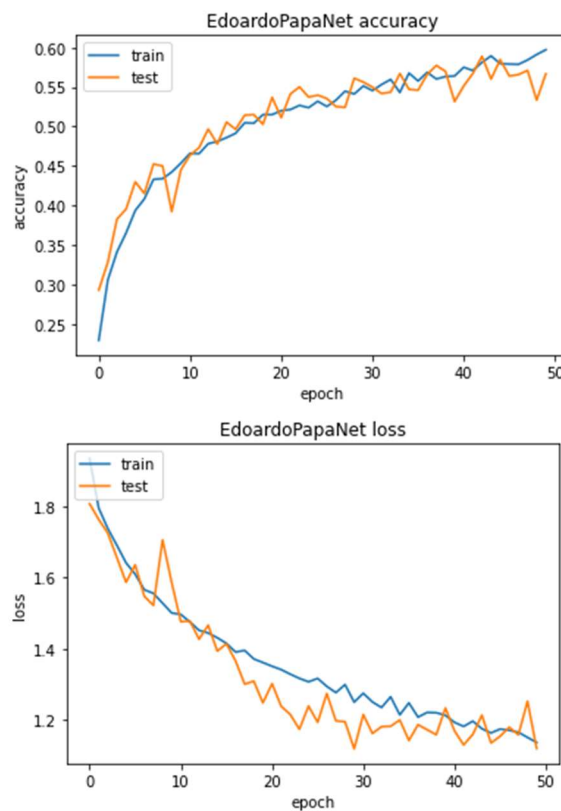 EdoardoPapaNet accuracy
train
test
0.60
0.55
0.50
0.45
0.40
0.35
0.30
0.25
accuracy
0 10 20 30 40 50
epoch
EdoardoPapaNet loss
train
test
1.8
1.6
1.4
1.2
loss
0 10 20 30 40 50
epoch